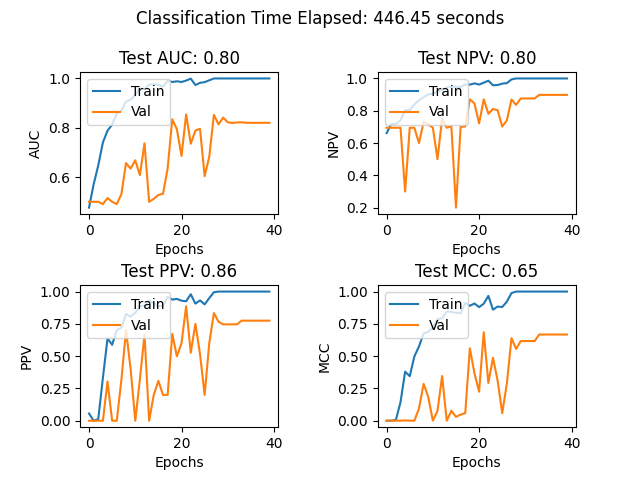 Classification Time Elapsed: 446.45 seconds
Test AUC: 0.80
Test NPV: 0.80
1.0
0.8
0.6
AUC
Train
Val
0
20
40
Epochs
1.0
0.8
0.6
0.4
0.2
NPV
Train
Val
0
20
40
Epochs
Test PPV: 0.86
Test MCC: 0.65
1.00
0.75
0.50
0.25
0.00
PPV
Train
Val
0
20
40
Epochs
1.00
0.75
0.50
0.25
0.00
MCC
Train
Val
0
20
40
Epochs